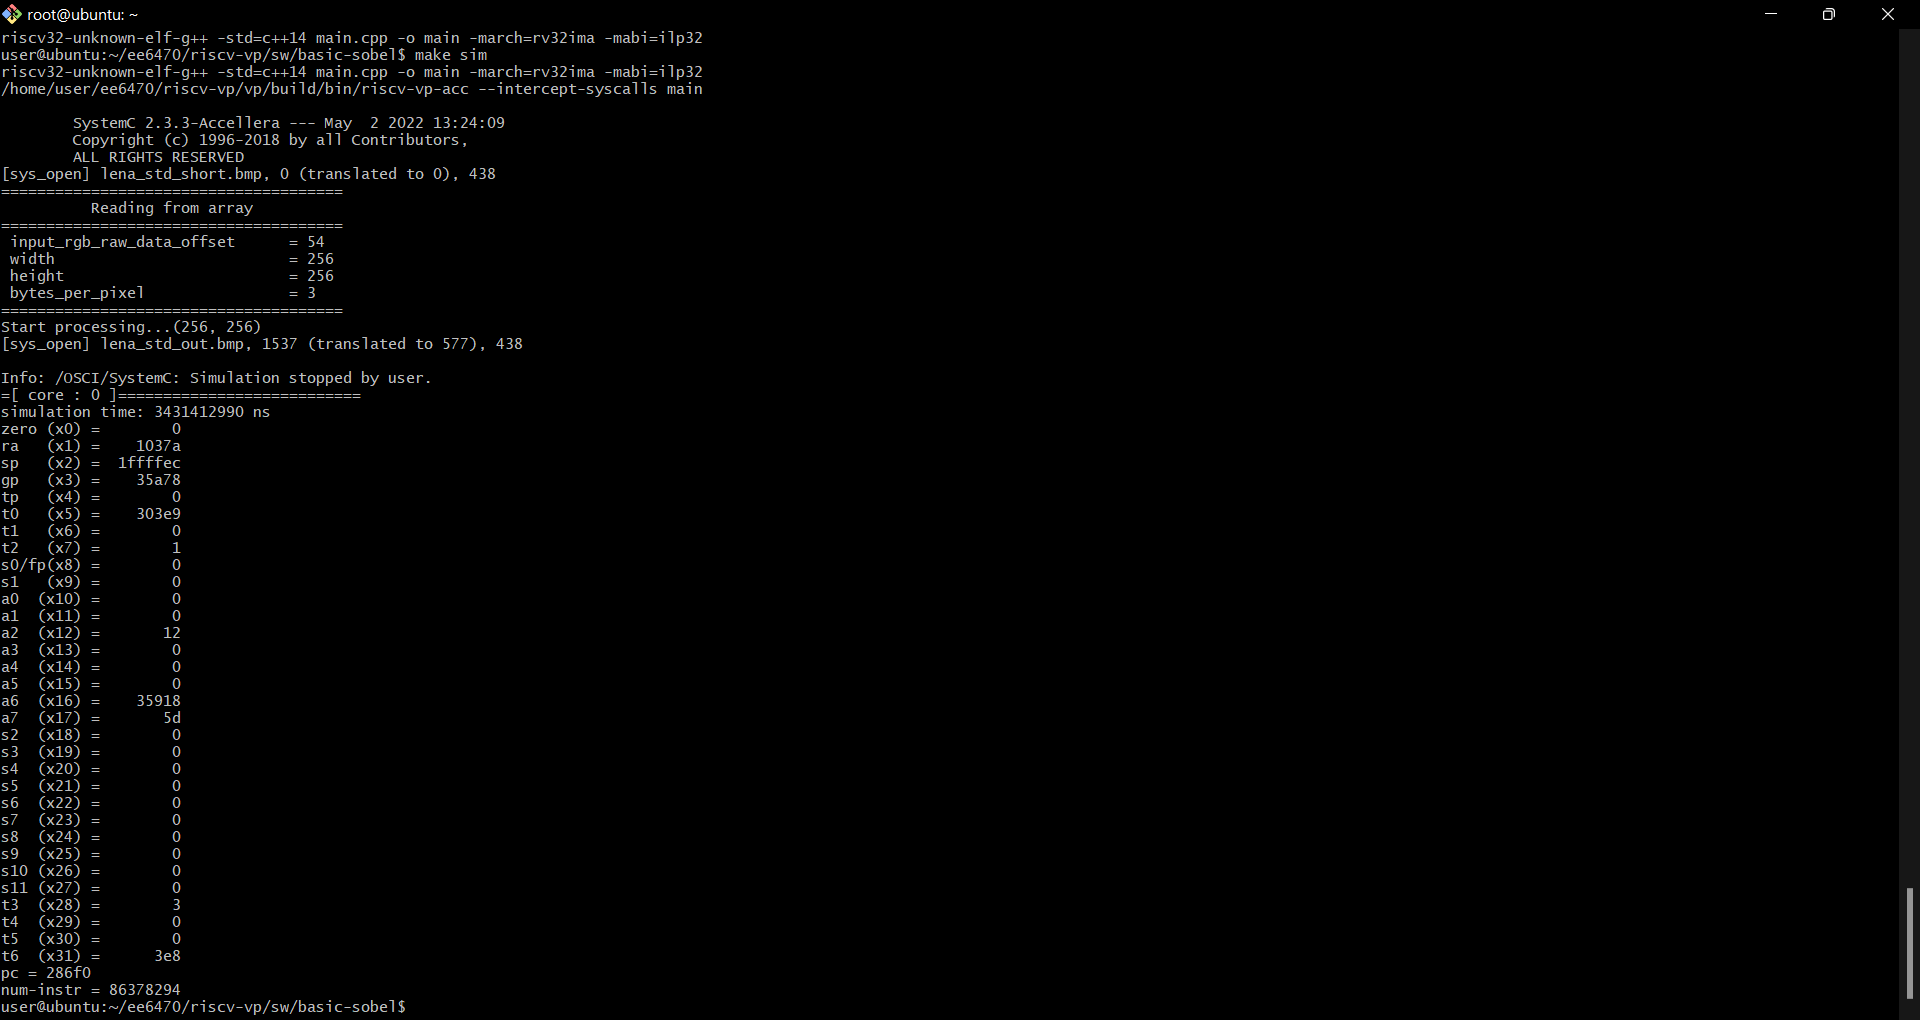 root@ubuntu: ~
riscv32-unknown-elf-g++ -std=c++14 main.cpp -o main -march=rv32ima -mabi=ilp32
user@ubuntu:~/ee6470/riscv-vp/sw/basic-sobel$ make sim
riscv32-unknown-elf-g++ -std=c++14 main.cpp -o main -march=rv32ima -mabi=ilp32
/home/user/ee6470/riscv-vp/vp/build/bin/riscv-vp-acc --intercept-syscalls main
SystemC 2.3.3-Accellera --- May  2 2022 13:24:09
Copyright (c) 1996-2018 by all Contributors,
ALL RIGHTS RESERVED
[sys_open] lena_std_short.bmp, 0 (translated to 0), 438
======================================
Reading from array
======================================
input_rgb_raw_data_offset      = 54
width                          = 256
height                         = 256
bytes_per_pixel                = 3
======================================
Start processing...(256, 256)
[sys_open] lena_std_out.bmp, 1537 (translated to 577), 438
Info: /OSCI/SystemC: Simulation stopped by user.
=[ core : 0 ]===========================
simulation time: 3431412990 ns
zero (x0) =        0
ra   (x1) =    1037a
sp   (x2) =  1ffffec
gp   (x3) =    35a78
tp   (x4) =        0
t0   (x5) =    303e9
t1   (x6) =        0
t2   (x7) =        1
s0/fp(x8) =        0
s1   (x9) =        0
a0  (x10) =        0
a1  (x11) =        0
a2  (x12) =       12
a3  (x13) =        0
a4  (x14) =        0
a5  (x15) =        0
a6  (x16) =    35918
a7  (x17) =       5d
s2  (x18) =        0
s3  (x19) =        0
s4  (x20) =        0
s5  (x21) =        0
s6  (x22) =        0
s7  (x23) =        0
s8  (x24) =        0
s9  (x25) =        0
s10 (x26) =        0
s11 (x27) =        0
t3  (x28) =        3
t4  (x29) =        0
t5  (x30) =        0
t6  (x31) =      3e8
pc = 286f0
num-instr = 86378294
user@ubuntu:~/ee6470/riscv-vp/sw/basic-sobel$